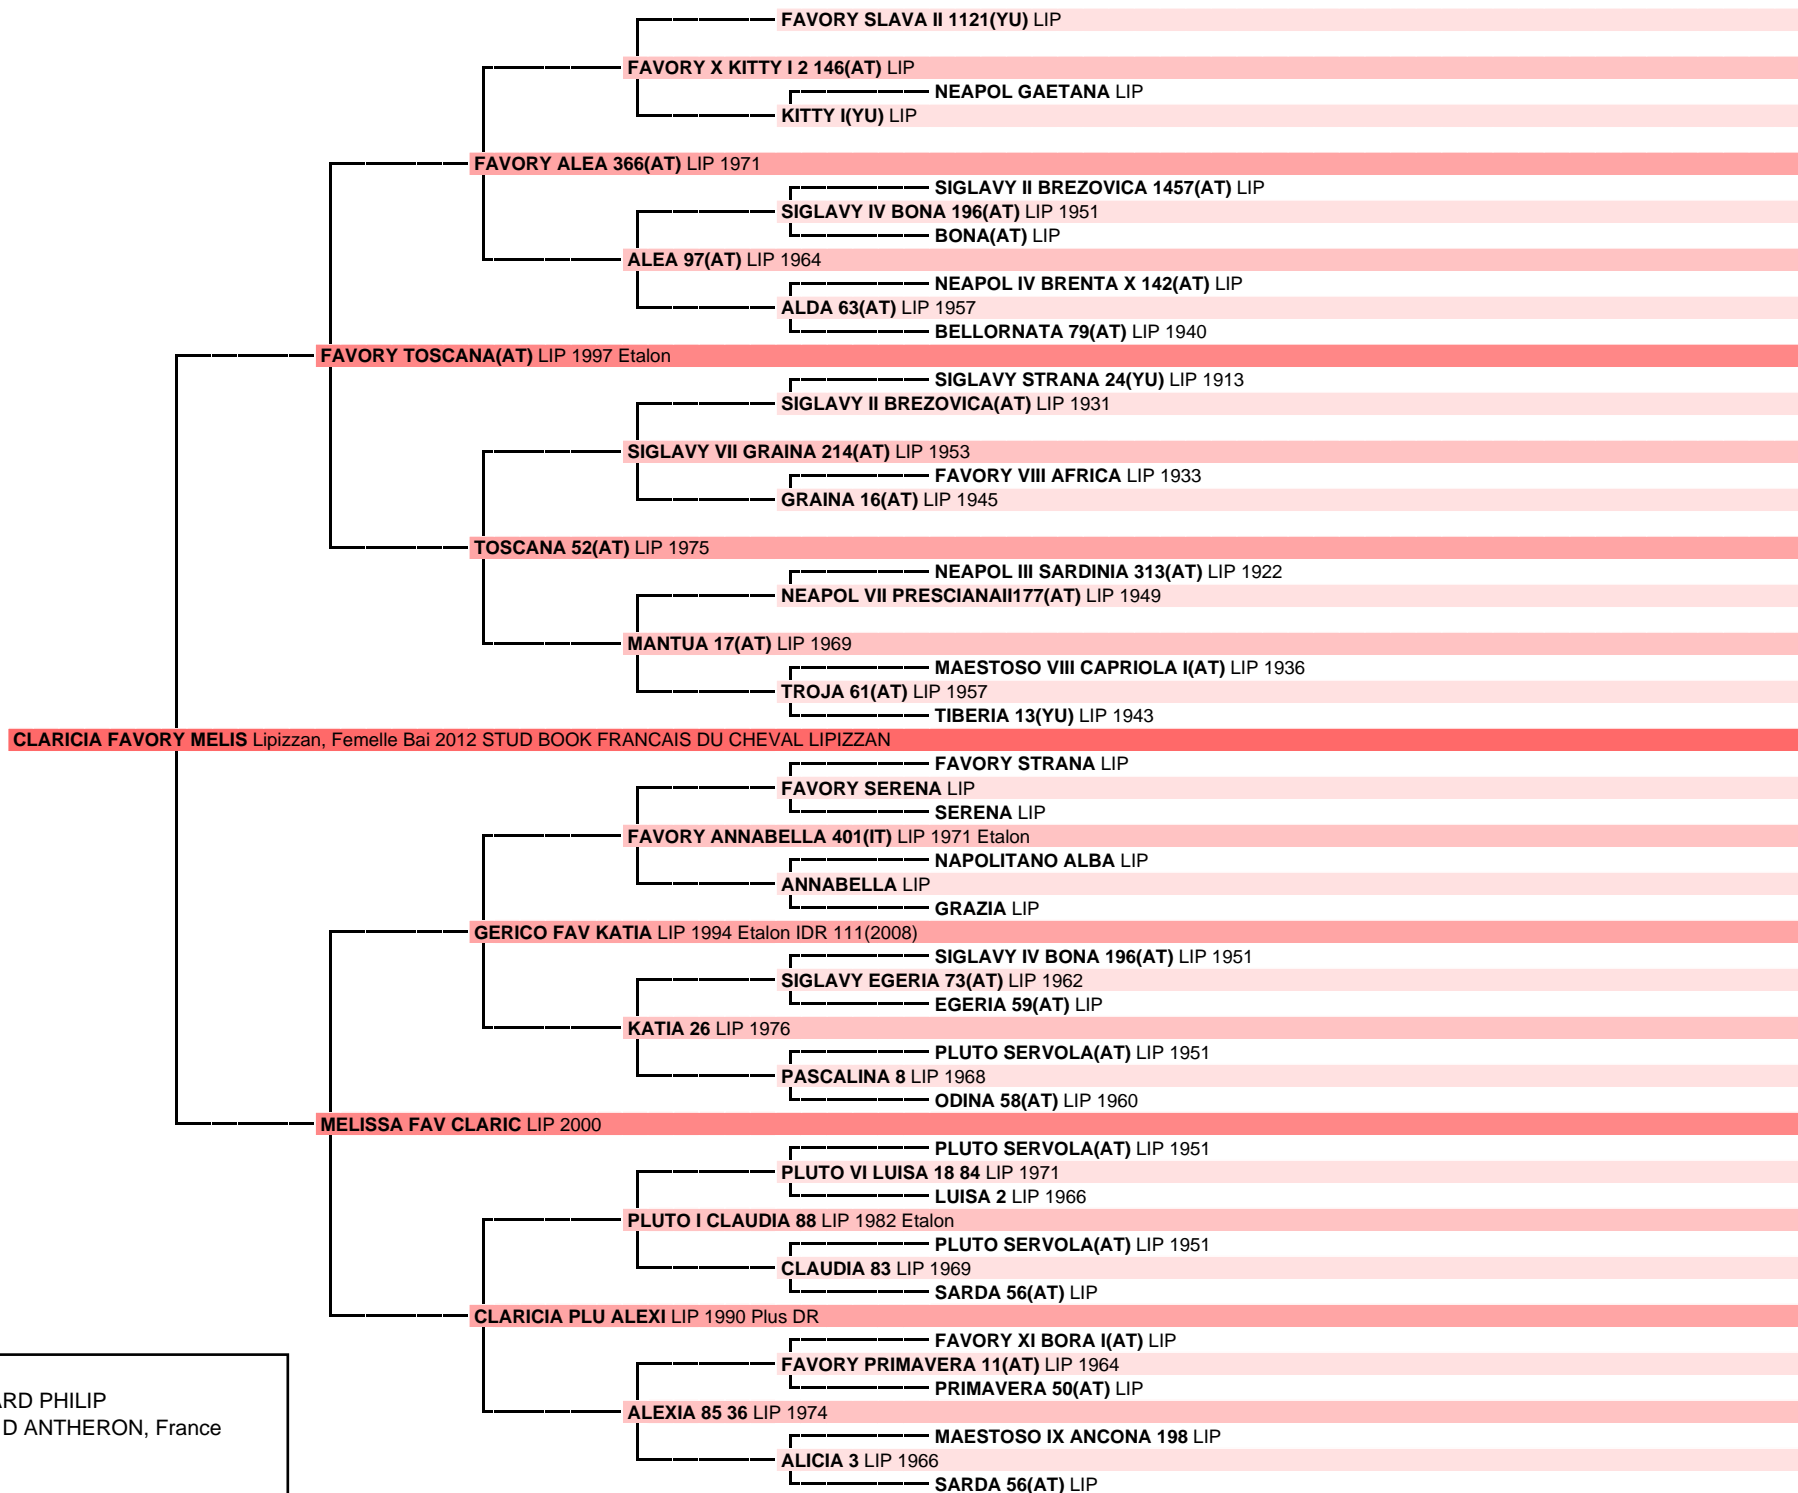 FAVORY SLAVA II 1121(YU) LIP
FAVORY X KITTY I 2 146(AT) LIP
NEAPOL GAETANA LIP
KITTY I(YU) LIP
FAVORY ALEA 366(AT) LIP 1971
SIGLAVY II BREZOVICA 1457(AT) LIP
SIGLAVY IV BONA 196(AT) LIP 1951
BONA(AT) LIP
ALEA 97(AT) LIP 1964
NEAPOL IV BRENTA X 142(AT) LIP
ALDA 63(AT) LIP 1957
BELLORNATA 79(AT) LIP 1940
FAVORY TOSCANA(AT) LIP 1997 Etalon
SIGLAVY STRANA 24(YU) LIP 1913
SIGLAVY II BREZOVICA(AT) LIP 1931
SIGLAVY VII GRAINA 214(AT) LIP 1953
FAVORY VIII AFRICA LIP 1933
GRAINA 16(AT) LIP 1945
TOSCANA 52(AT) LIP 1975
NEAPOL III SARDINIA 313(AT) LIP 1922
NEAPOL VII PRESCIANAII177(AT) LIP 1949
MANTUA 17(AT) LIP 1969
MAESTOSO VIII CAPRIOLA I(AT) LIP 1936
TROJA 61(AT) LIP 1957
TIBERIA 13(YU) LIP 1943
CLARICIA FAVORY MELIS Lipizzan, Femelle Bai 2012 STUD BOOK FRANCAIS DU CHEVAL LIPIZZAN
FAVORY STRANA LIP
FAVORY SERENA LIP
SERENA LIP
FAVORY ANNABELLA 401(IT) LIP 1971 Etalon
NAPOLITANO ALBA LIP
ANNABELLA LIP
GRAZIA LIP
GERICO FAV KATIA LIP 1994 Etalon IDR 111(2008)
SIGLAVY IV BONA 196(AT) LIP 1951
SIGLAVY EGERIA 73(AT) LIP 1962
EGERIA 59(AT) LIP
KATIA 26 LIP 1976
PLUTO SERVOLA(AT) LIP 1951
PASCALINA 8 LIP 1968
ODINA 58(AT) LIP 1960
MELISSA FAV CLARIC LIP 2000
PLUTO SERVOLA(AT) LIP 1951
PLUTO VI LUISA 18 84 LIP 1971
LUISA 2 LIP 1966
PLUTO I CLAUDIA 88 LIP 1982 Etalon
PLUTO SERVOLA(AT) LIP 1951
CLAUDIA 83 LIP 1969
SARDA 56(AT) LIP
CLARICIA PLU ALEXI LIP 1990 Plus DR
FAVORY XI BORA I(AT) LIP
FAVORY PRIMAVERA 11(AT) LIP 1964
PRIMAVERA 50(AT) LIP
ALEXIA 85 36 LIP 1974
MAESTOSO IX ANCONA 198 LIP
ALICIA 3 LIP 1966
SARDA 56(AT) LIP
ARD PHILIP
D ANTHERON, France